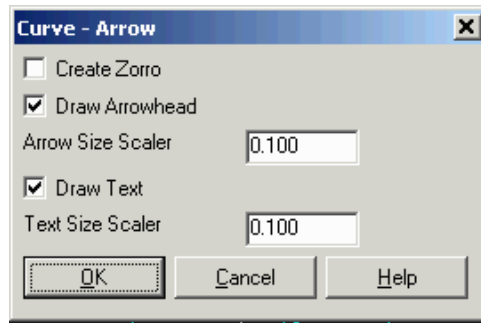 Curve - Arrow
Create Zorro
Draw Arrowhead
Arrow Size Scaler 0.100
Draw Text
Text Size Scaler 0.100
OK Cancel Help